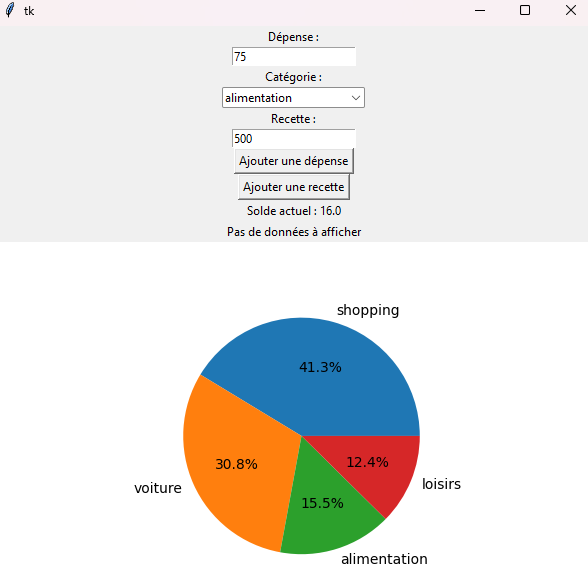 tk
Dépense :
75
Catégorie :
alimentation
Recette :
500
Ajouter une dépense
Ajouter une recette
Solde actuel : 16.0
Pas de données à afficher
shopping
41.3%
30.8%
12.4%
voiture
loisirs
15.5%
alimentation